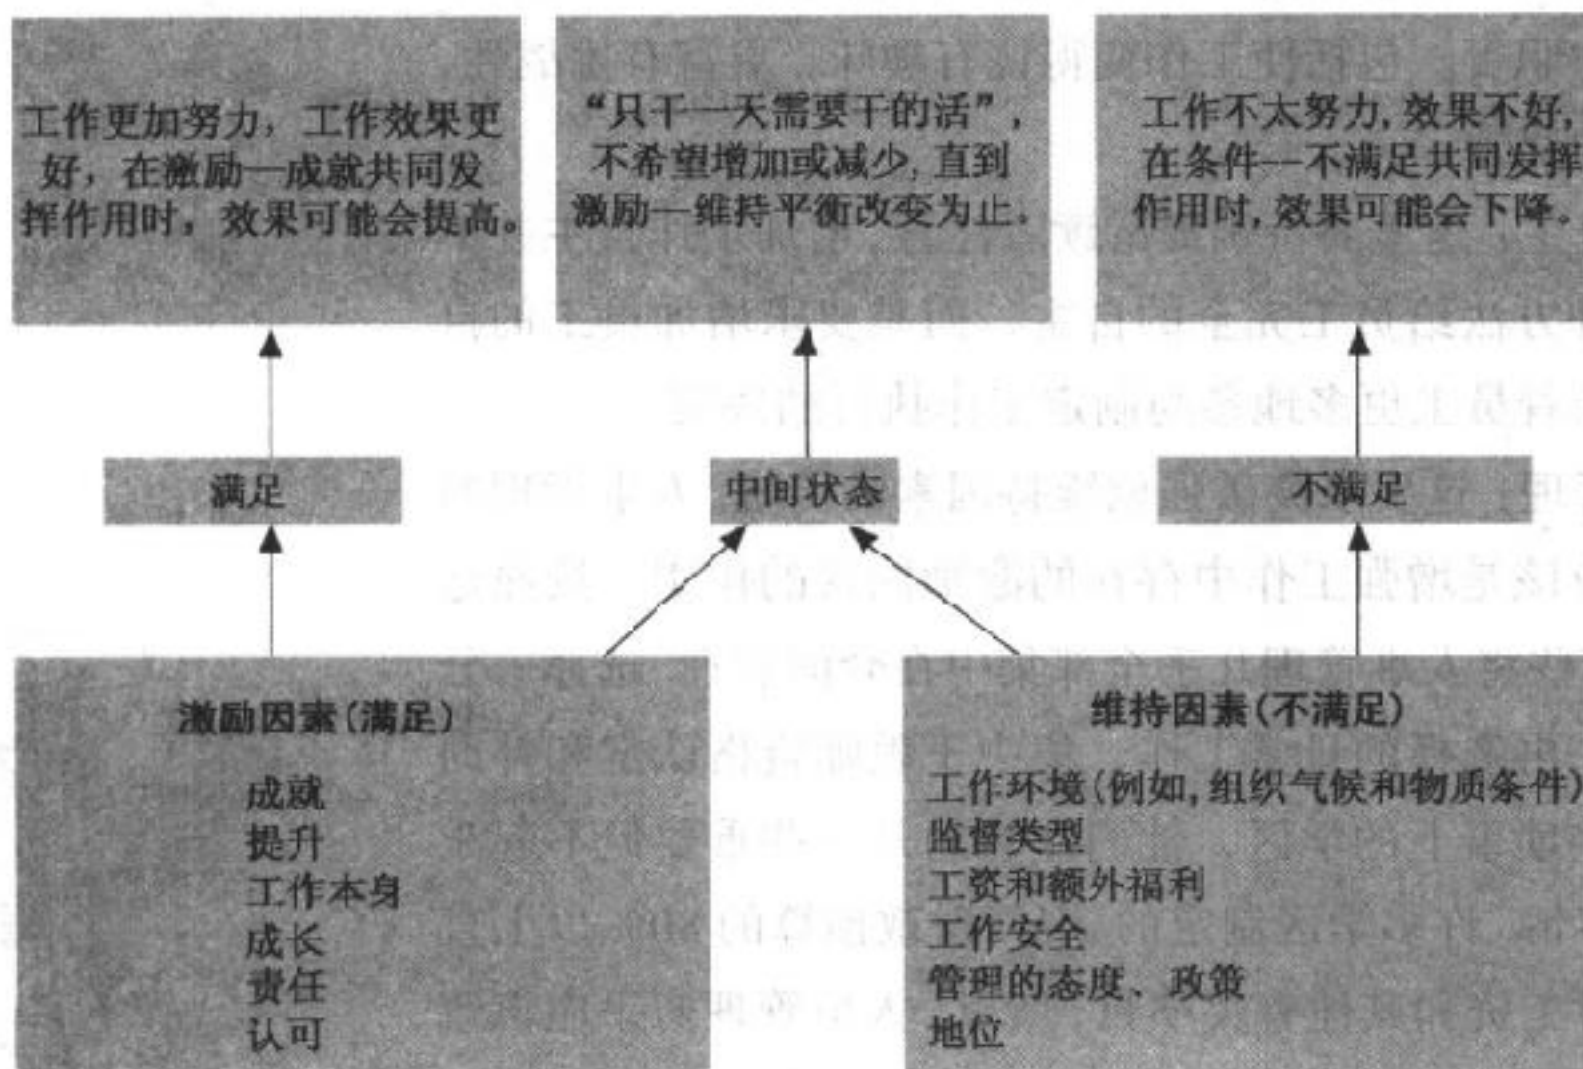 工作更加努力，工作效果更
好，在激励—成就共同发
挥作用时，效果可能会提高。
“只干一天需要干的活”，
不希望增加或减少，直到
激励—维持平衡改变为止。
工作不太努力，效果不好，
在条件—不满足共同发挥
作用时，效果可能会下降。
满足
中间状态
不满足
激励因素(满足)
成就
提升
工作本身
成长
责任
认可
维持因素(不满足)
工作环境(例如，组织气候和物质条件)
监督类型
工资和额外福利
工作安全
管理的态度、政策
地位